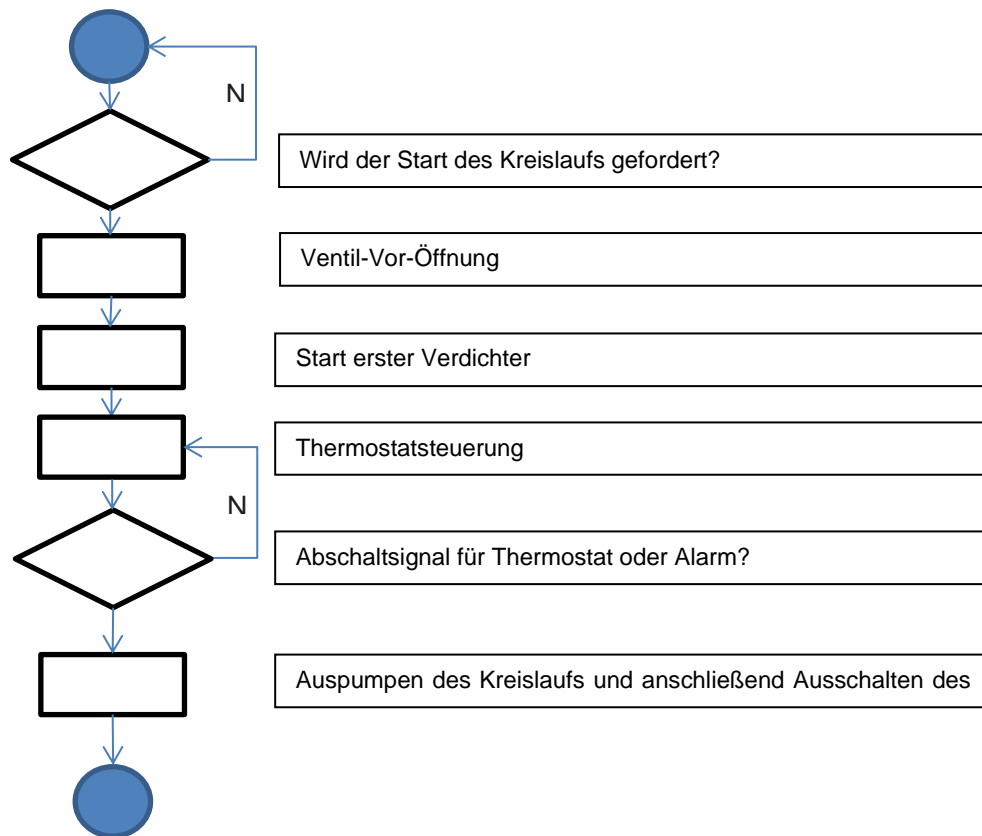 N
Wird der Start des Kreislaufs gefordert?
Ventil-Vor-Öffnung
Start erster Verdichter
Thermostatsteuerung
N
Abschaltsignal für Thermostat oder Alarm?
Auspumpen des Kreislaufs und anschließend Ausschalten des